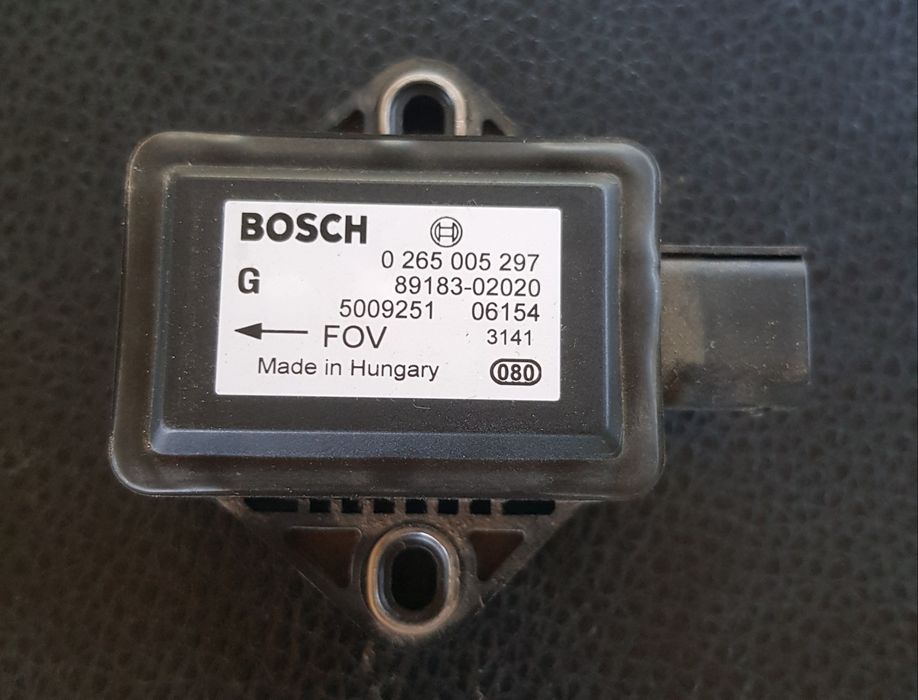 BOSCH
0 265 005 297
G 89183-02020
5009251 06154
FOV 3141
Made in Hungary 080